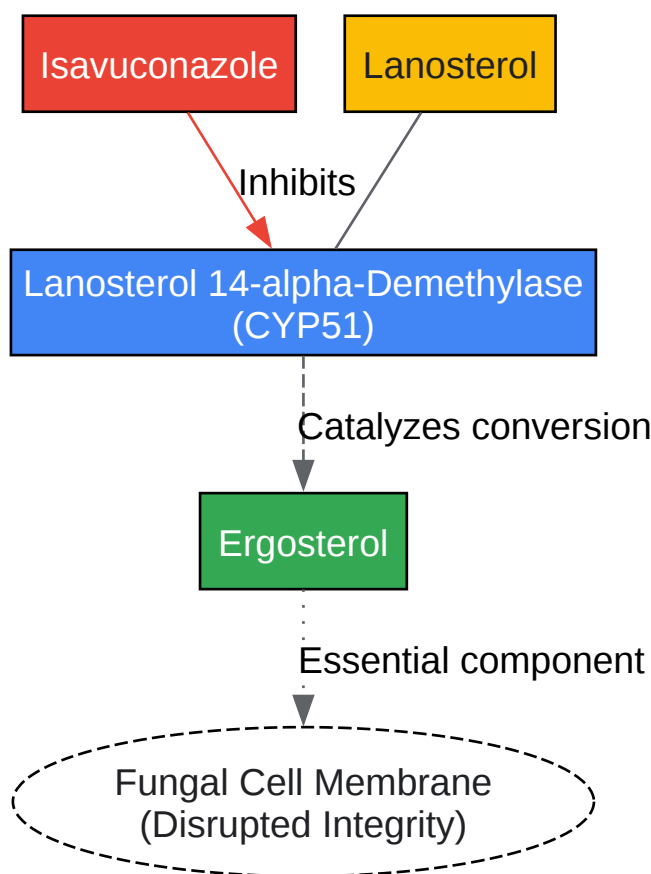 Isavuconazole
Lanosterol
Inhibits
Lanosterol 14-alpha-Demethylase
(CYP51)
Catalyzes conversion
Ergosterol
Essential component
Fungal Cell Membrane
(Disrupted Integrity)